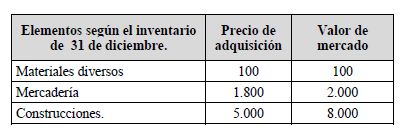 Elementos según el inventario de 31 de diciembre. | Precio de adquisición | Valor de mercado
Materiales diversos | 100 | 100
Mercadería | 1.800 | 2.000
Construcciones. | 5.000 | 8.000